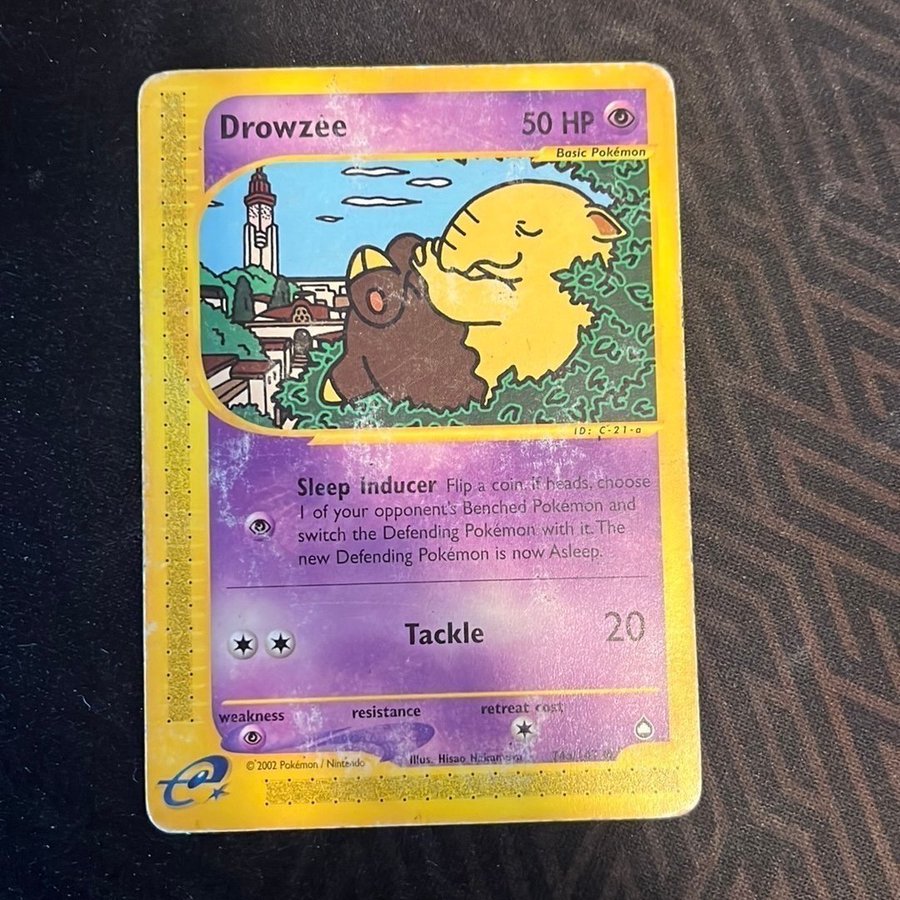 Drowzee 50 HP
Basic Pokémon
ID: C-21-a
Sleep Inducer Flip a coin. If heads, choose
1 of your opponent's Benched Pokémon and
switch the Defending Pokémon with it. The
new Defending Pokémon is now Asleep.
Tackle 20
weakness resistance retreat cost
Illus. Hisao Nakamura
©2002 Pokémon / Nintendo
e